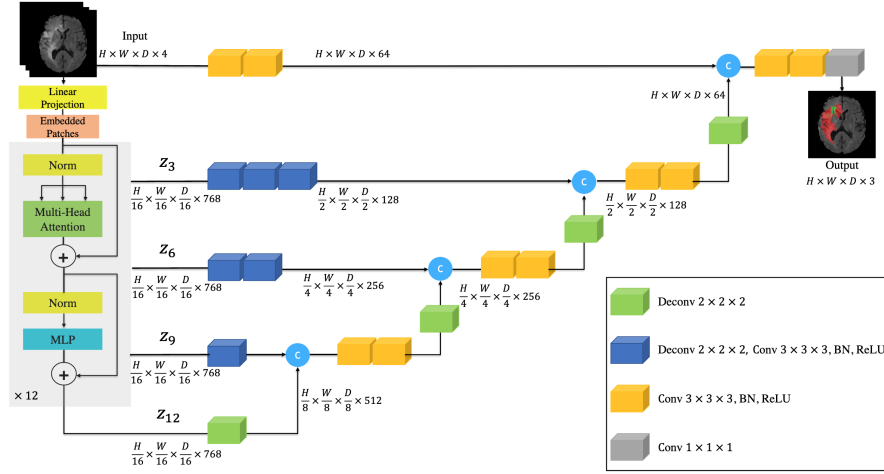 Input
H × W × D × 4
H × W × D × 64
C
H × W × D × 64
Linear
Projection
Embedded
Patches
Output
H × W × D × 3
Norm
Multi-Head
Attention
+
Norm
MLP
+
× 12
z₃
H/16 × W/16 × D/16 × 768
H/2 × W/2 × D/2 × 128
C
H/2 × W/2 × D/2 × 128
z₆
H/16 × W/16 × D/16 × 768
H/4 × W/4 × D/4 × 256
C
H/4 × W/4 × D/4 × 256
z₉
H/16 × W/16 × D/16 × 768
C
H/8 × W/8 × D/8 × 512
z₁₂
H/16 × W/16 × D/16 × 768
Deconv 2 × 2 × 2
Deconv 2 × 2 × 2, Conv 3 × 3 × 3, BN, ReLU
Conv 3 × 3 × 3, BN, ReLU
Conv 1 × 1 × 1